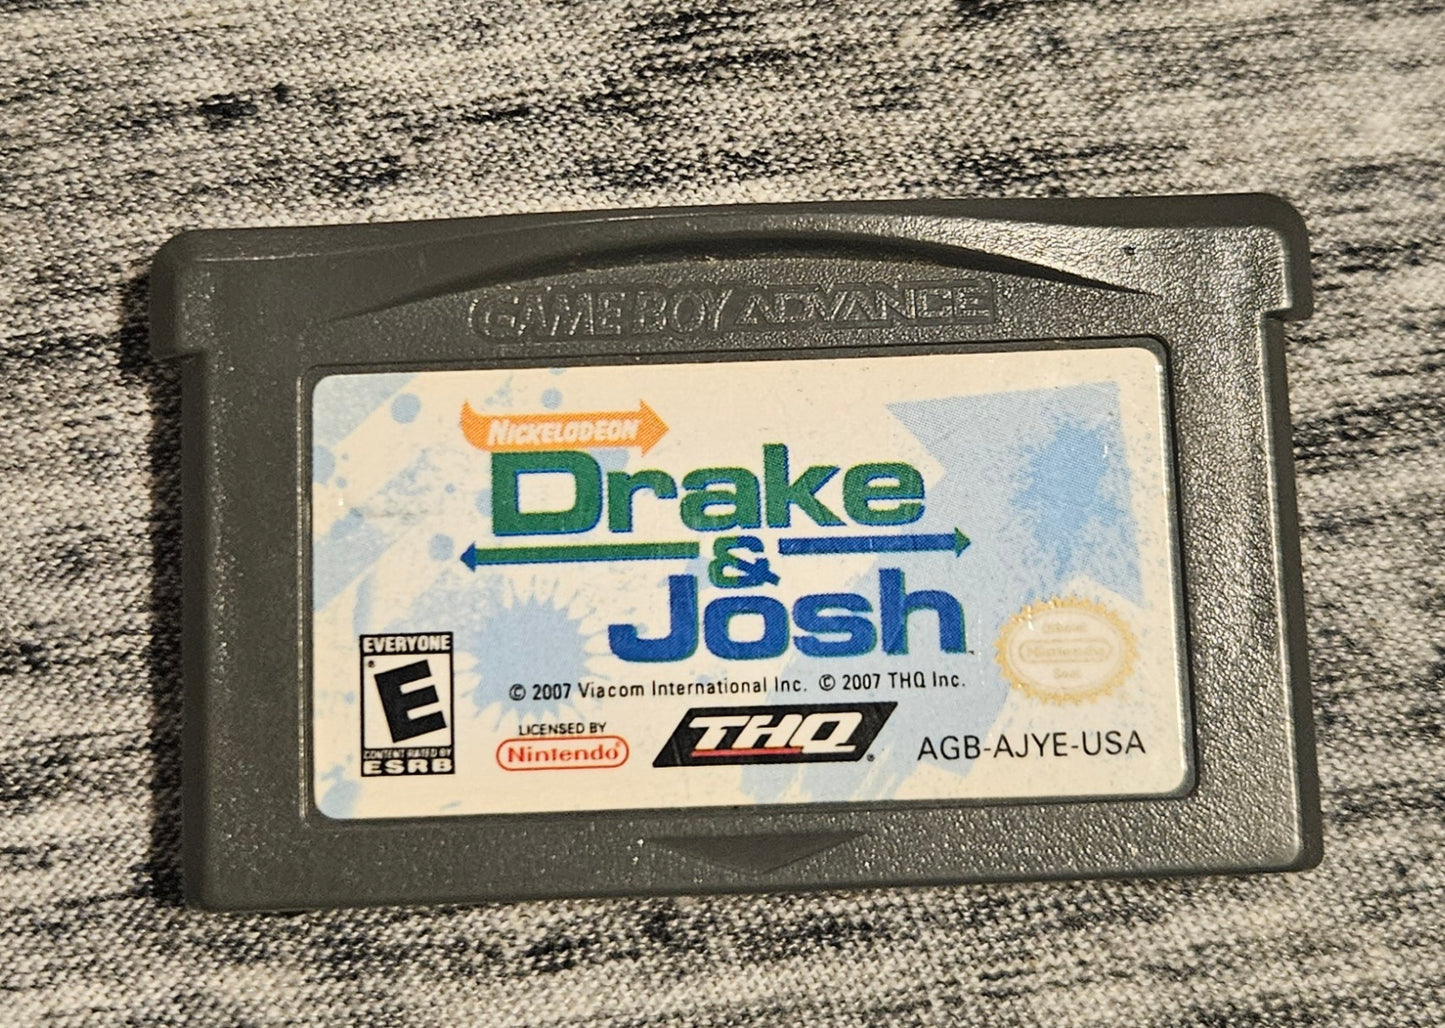 GAME BOY ADVANCE
NICKELODEON
Drake
&
Josh
™
EVERYONE
E
CONTENT RATED BY
ESRB
© 2007 Viacom International Inc. © 2007 THQ Inc.
LICENSED BY
Nintendo®
THQ®
AGB-AJYE-USA
Official
Nintendo
Seal